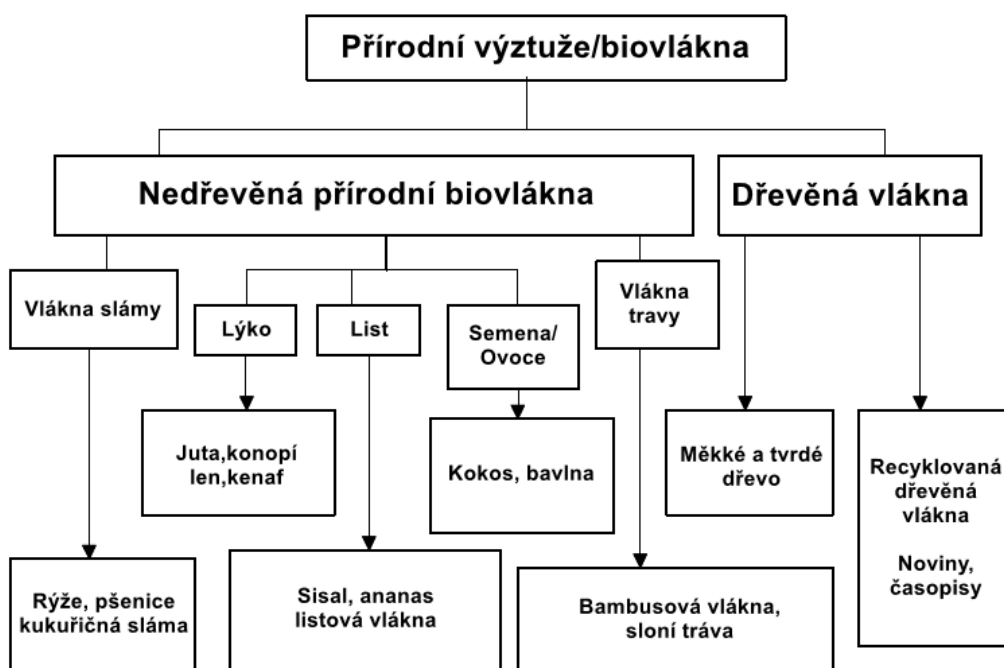 Přírodní výztuže/biovlákna
Nedřevěná přírodní biovlákna
Dřevěná vlákna
Vlákna slámy
Lýko
List
Semena/
Ovoce
Vlákna
travy
Juta,konopí
len,kenaf
Kokos, bavlna
Měkké a tvrdé
dřevo
Recyklovaná
dřevěná
vlákna
Noviny,
časopisy
Rýže, pšenice
kukuřičná sláma
Sisal, ananas
listová vlákna
Bambusová vlákna,
sloní tráva